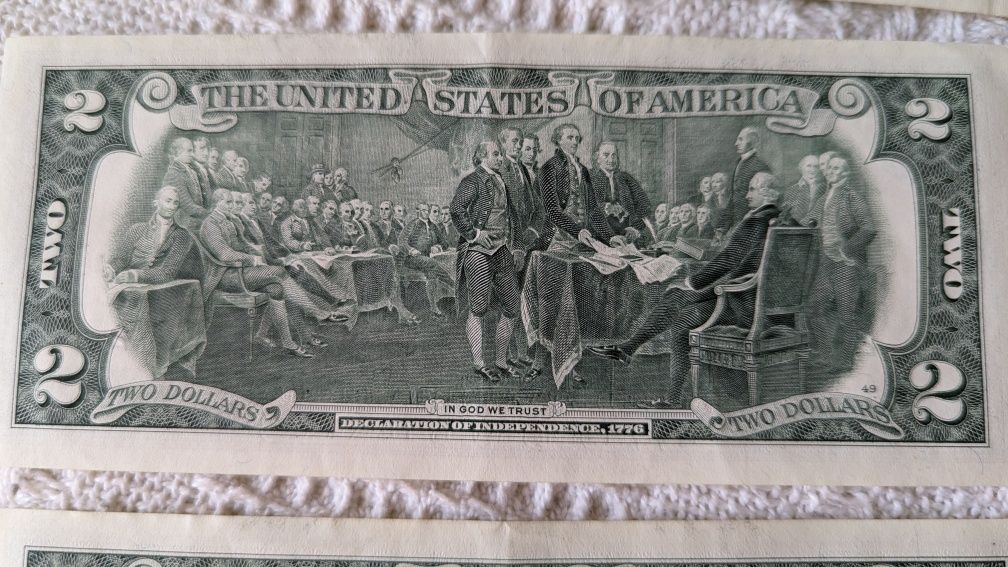 2 THE UNITED STATES OF AMERICA 2
TWO TWO
2 TWO DOLLARS IN GOD WE TRUST TWO DOLLARS 49 2
DECLARATION OF INDEPENDENCE, 1776